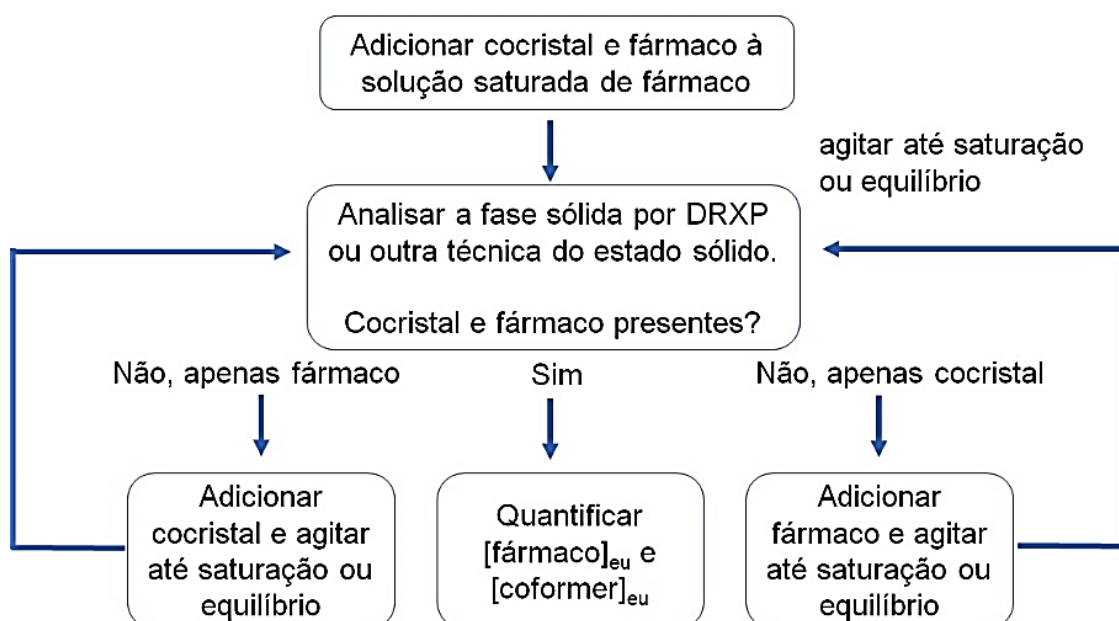 Adicionar cocristal e fármaco à
solução saturada de fármaco
agitar até saturação
ou equilíbrio
Analisar a fase sólida por DRXP
ou outra técnica do estado sólido.
Cocristal e fármaco presentes?
Não, apenas fármaco
Sim
Não, apenas cocristal
Adicionar
cocristal e agitar
até saturação ou
equilíbrio
Quantificar
[fármaco]eu e
[coformer]eu
Adicionar
fármaco e agitar
até saturação ou
equilíbrio